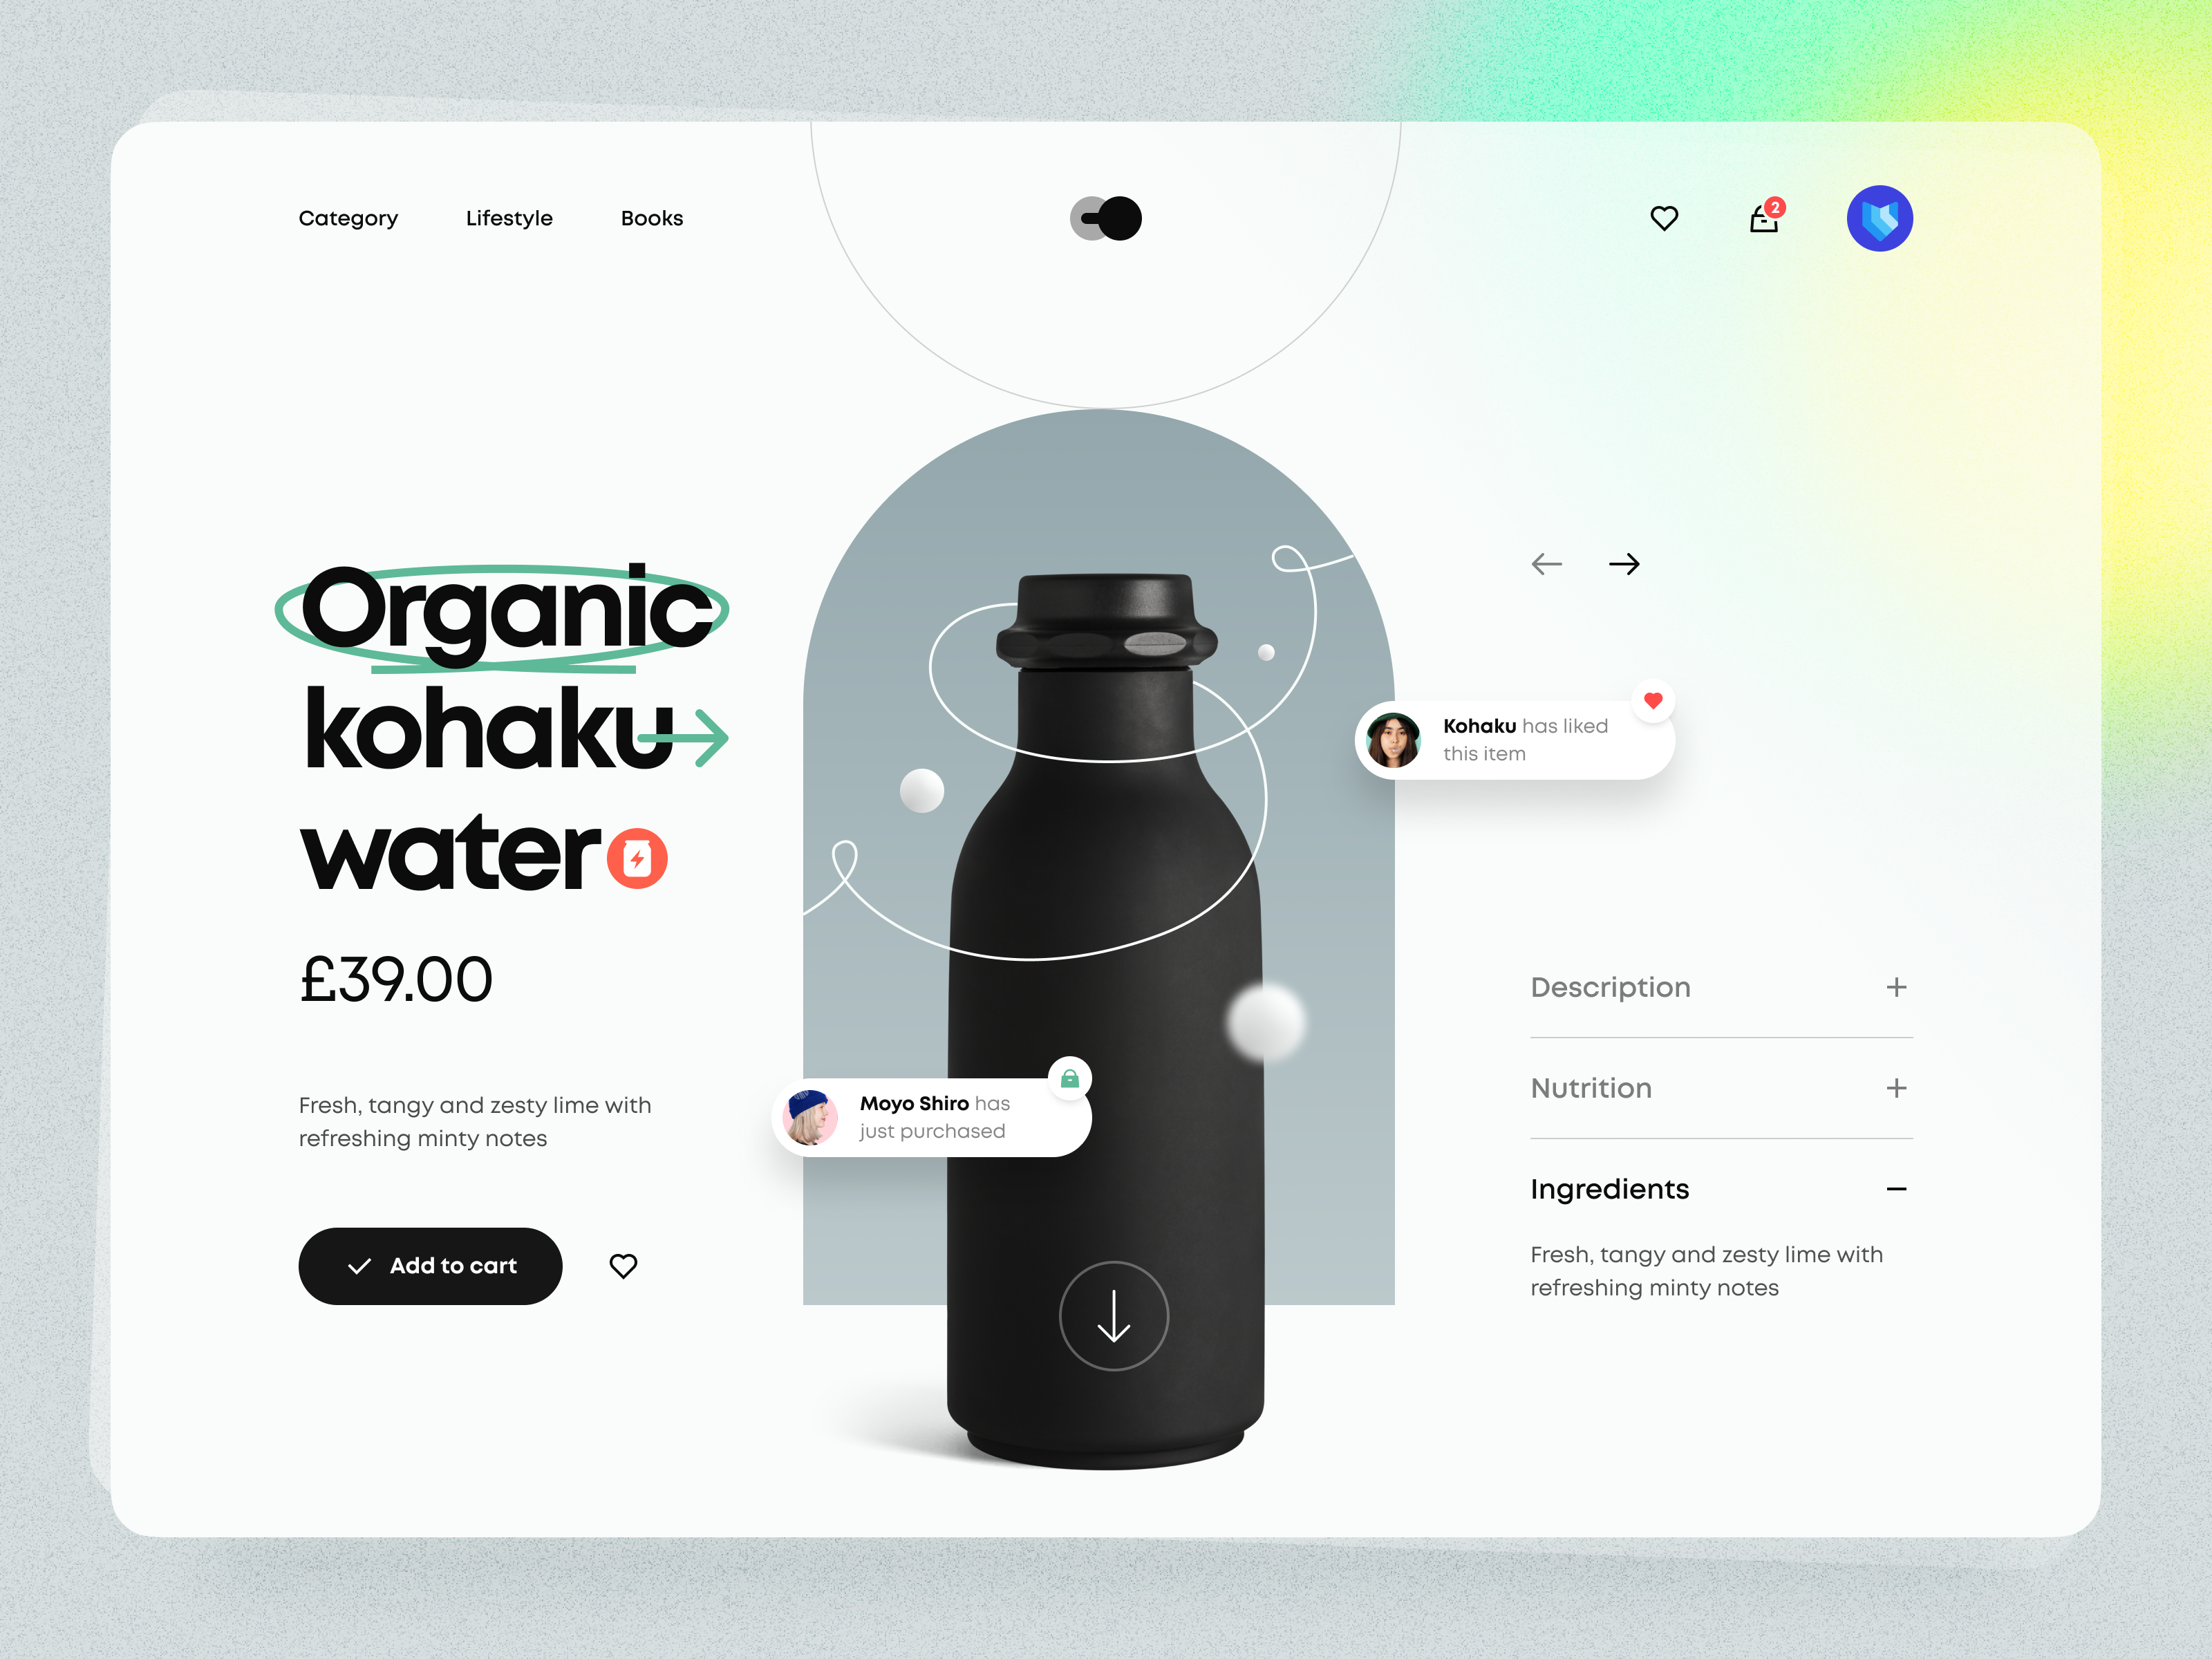 Category Lifestyle Books
2
Organic
kohaku
water
£39.00
Fresh, tangy and zesty lime with
refreshing minty notes
Add to cart
Kohaku has liked
this item
Moyo Shiro has
just purchased
Description
Nutrition
Ingredients
Fresh, tangy and zesty lime with
refreshing minty notes